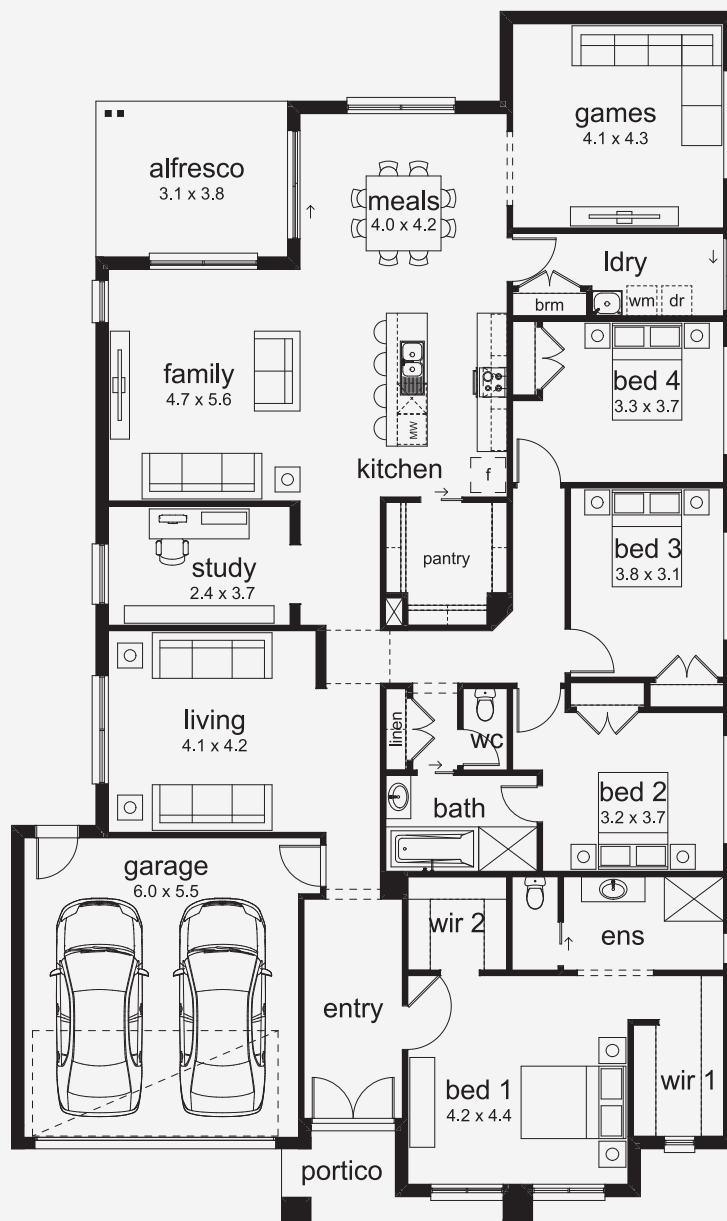 games
4.1 x 4.3
alfresco
3.1 x 3.8
meals
4.0 x 4.2
ldry
brm
wm
dr
family
4.7 x 5.6
bed 4
3.3 x 3.7
MW
kitchen
f
study
2.4 x 3.7
pantry
bed 3
3.8 x 3.1
living
4.1 x 4.2
linen
wc
bath
bed 2
3.2 x 3.7
garage
6.0 x 5.5
wir 2
ens
entry
bed 1
4.2 x 4.4
wir 1
portico